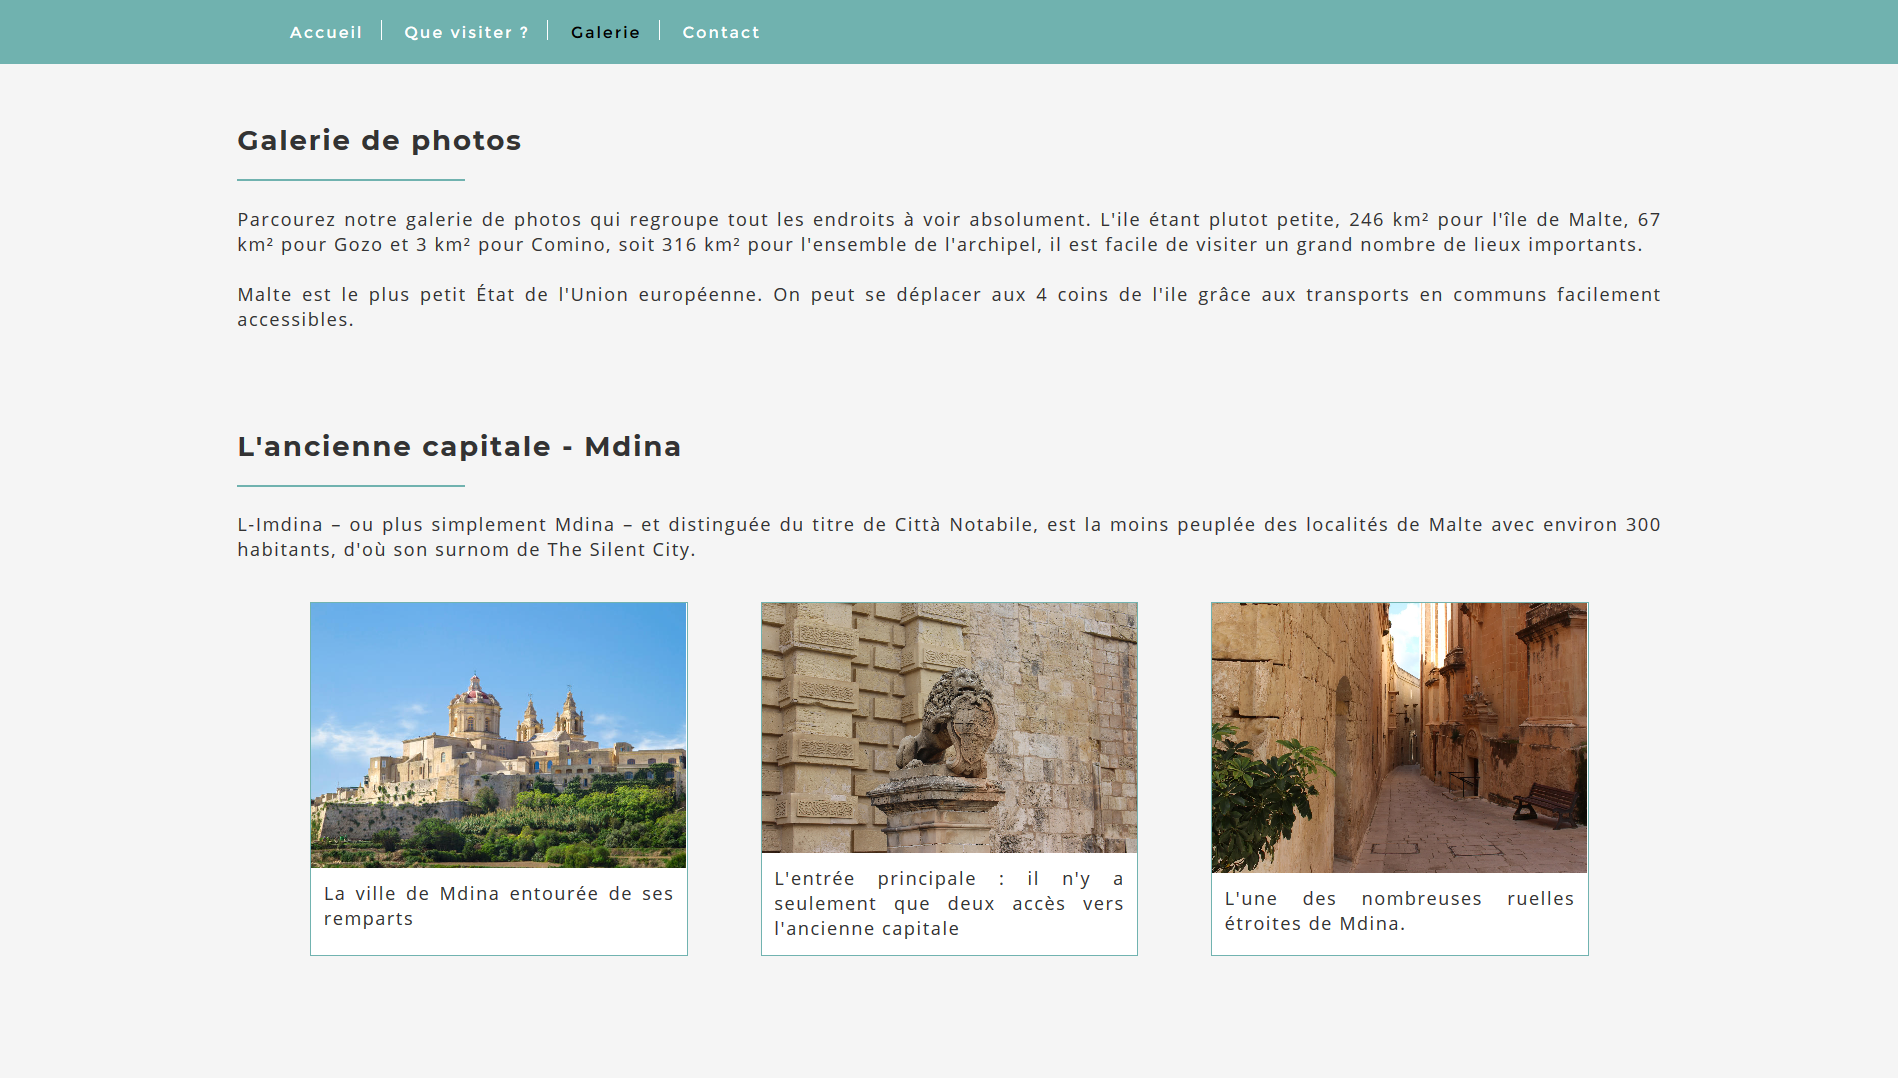 Accueil
Que visiter ?
Galerie
Contact
Galerie de photos
Parcourez notre galerie de photos qui regroupe tout les endroits à voir absolument. L'ile étant plutot petite, 246 km² pour l'île de Malte, 67
km² pour Gozo et 3 km² pour Comino, soit 316 km² pour l'ensemble de l'archipel, il est facile de visiter un grand nombre de lieux importants.
Malte est le plus petit État de l'Union européenne. On peut se déplacer aux 4 coins de l'ile grâce aux transports en communs facilement
accessibles.
L'ancienne capitale - Mdina
L-Imdina – ou plus simplement Mdina – et distinguée du titre de Città Notabile, est la moins peuplée des localités de Malte avec environ 300
habitants, d'où son surnom de The Silent City.
La ville de Mdina entourée de ses
remparts
L'entrée principale : il n'y a
seulement que deux accès vers
l'ancienne capitale
L'une des nombreuses ruelles
étroites de Mdina.